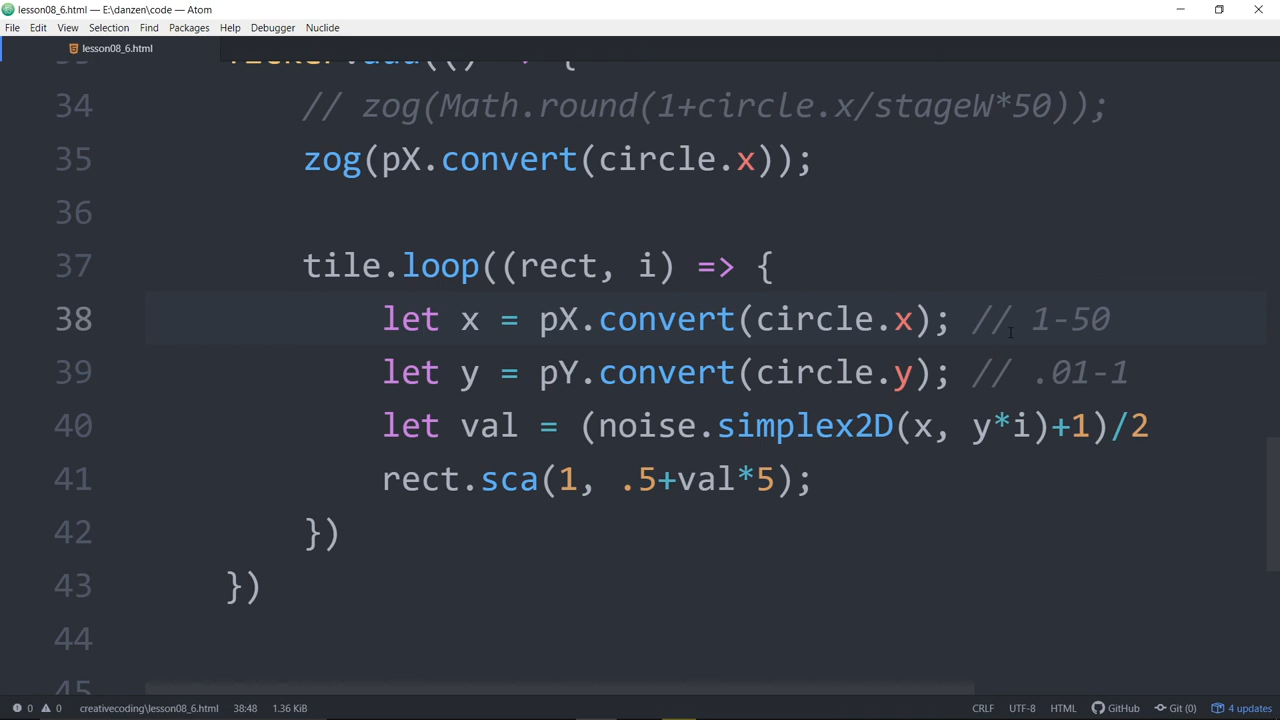 lesson08_6.html — E:\danzen\code — Atom
File Edit View Selection Find Packages Help Debugger Nuclide
lesson08_6.html
34 // zog(Math.round(1+circle.x/stageW*50));
35 zog(pX.convert(circle.x));
36
37 tile.loop((rect, i) => {
38 let x = pX.convert(circle.x); // 1-50
39 let y = pY.convert(circle.y); // .01-1
40 let val = (noise.simplex2D(x, y*i)+1)/2
41 rect.sca(1, .5+val*5);
42 })
43 })
44
45
0 0 creativecoding\lesson08_6.html 38:48 1.36 KiB CRLF UTF-8 HTML GitHub Git (0) 4 updates